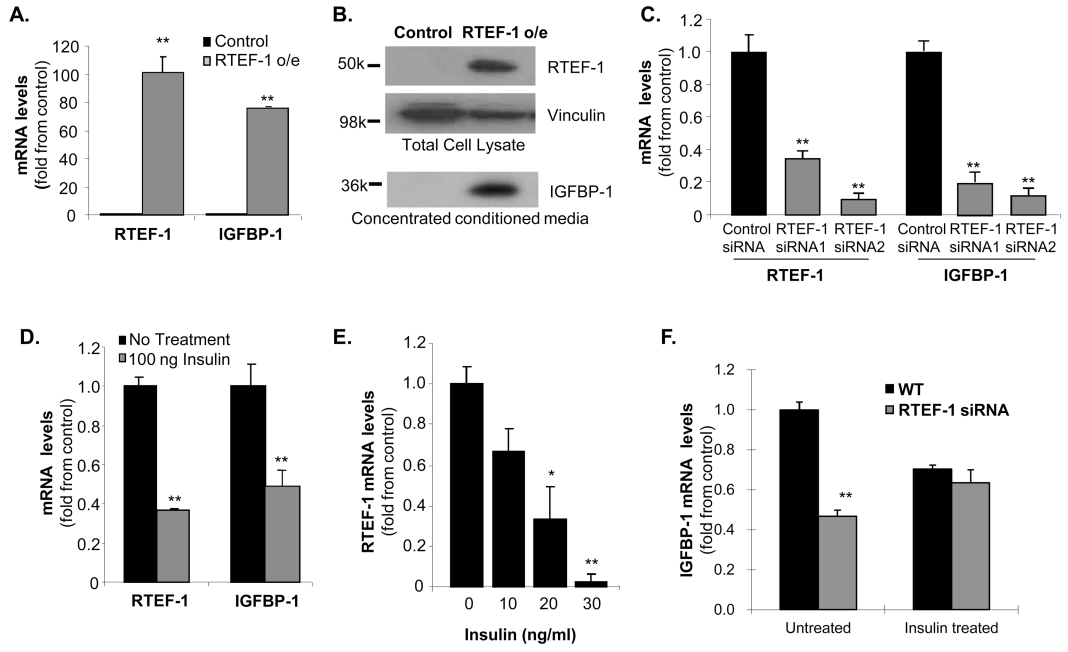 A.
120
100
80
60
40
20
0
mRNA levels
(fold from control)
**
**
Control
RTEF-1 o/e
RTEF-1
IGFBP-1
B.
Control RTEF-1 o/e
50k
RTEF-1
98k
Vinculin
Total Cell Lysate
36k
IGFBP-1
Concentrated conditioned media
C.
1.2
1.0
0.8
0.6
0.4
0.2
0
mRNA levels
(fold from control)
**
**
**
**
Control RTEF-1 RTEF-1
siRNA siRNA1 siRNA2
Control RTEF-1 RTEF-1
siRNA siRNA1 siRNA2
RTEF-1
IGFBP-1
D.
No Treatment
100 ng Insulin
1.2
1.0
0.8
0.6
0.4
0.2
0
mRNA levels
(fold from control)
**
**
RTEF-1
IGFBP-1
E.
1.2
1.0
0.8
0.6
0.4
0.2
0
RTEF-1 mRNA levels
(fold from control)
*
**
0 10 20 30
Insulin (ng/ml)
F.
1.2
1.0
0.8
0.6
0.4
0.2
0.0
IGFBP-1 mRNA levels
(fold from control)
WT
RTEF-1 siRNA
**
Untreated
Insulin treated